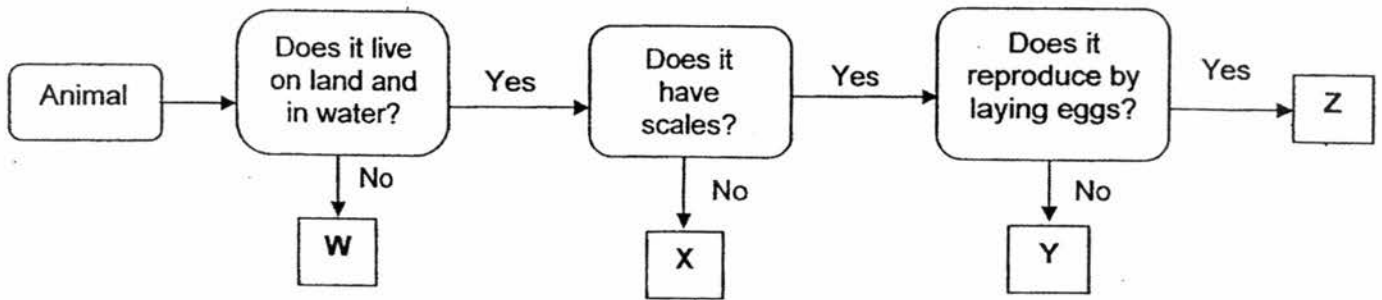 Animal
Does it live
on land and
in water?
Yes
Does it
have
scales?
Yes
Does it
reproduce by
laying eggs?
Yes
Z
No
W
No
X
No
Y